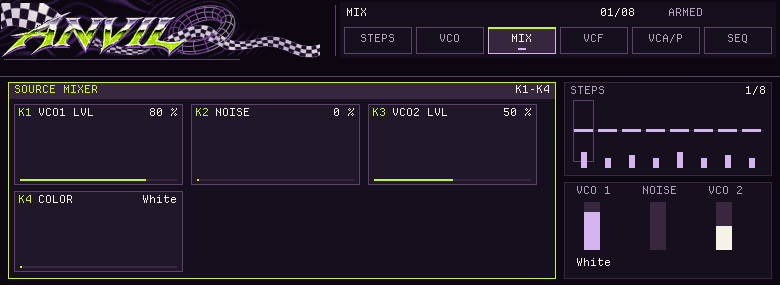 ANVIL
MIX 01/08 ARMED
STEPS VCO MIX VCF VCA/P SEQ
SOURCE MIXER K1-K4
K1 VCO1 LVL 80 % K2 NOISE 0 % K3 VCO2 LVL 50 %
K4 COLOR White
STEPS 1/8
VCO 1 NOISE VCO 2
White